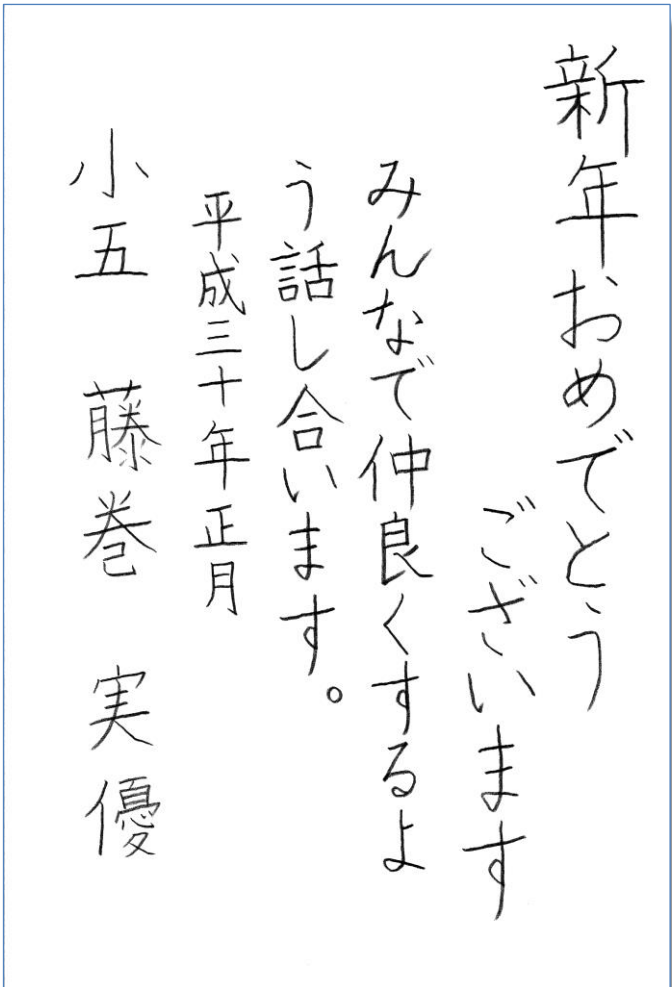 新年おめでとう
ございます
みんなで仲良くするよ
う話し合います。
平成三十年正月
小五 藤巻 実優